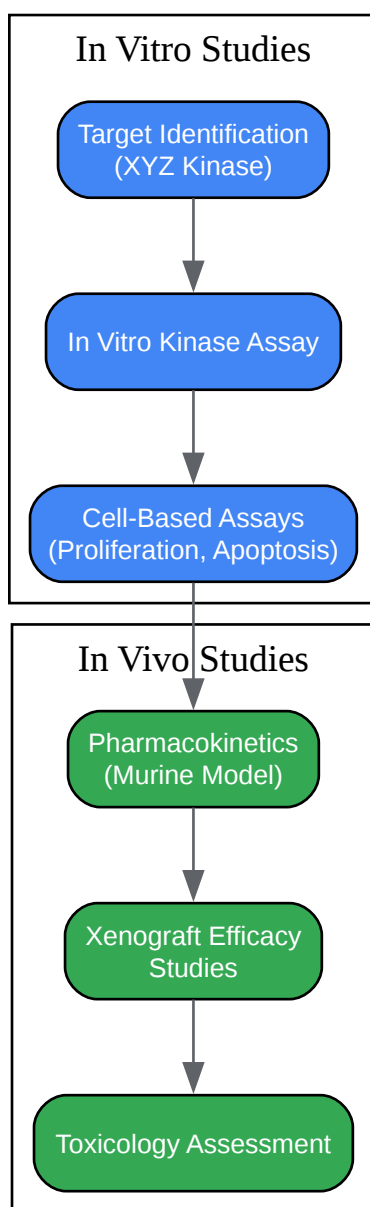 In Vitro Studies
Target Identification
(XYZ Kinase)
In Vitro Kinase Assay
Cell-Based Assays
(Proliferation, Apoptosis)
In Vivo Studies
Pharmacokinetics
(Murine Model)
Xenograft Efficacy
Studies
Toxicology Assessment